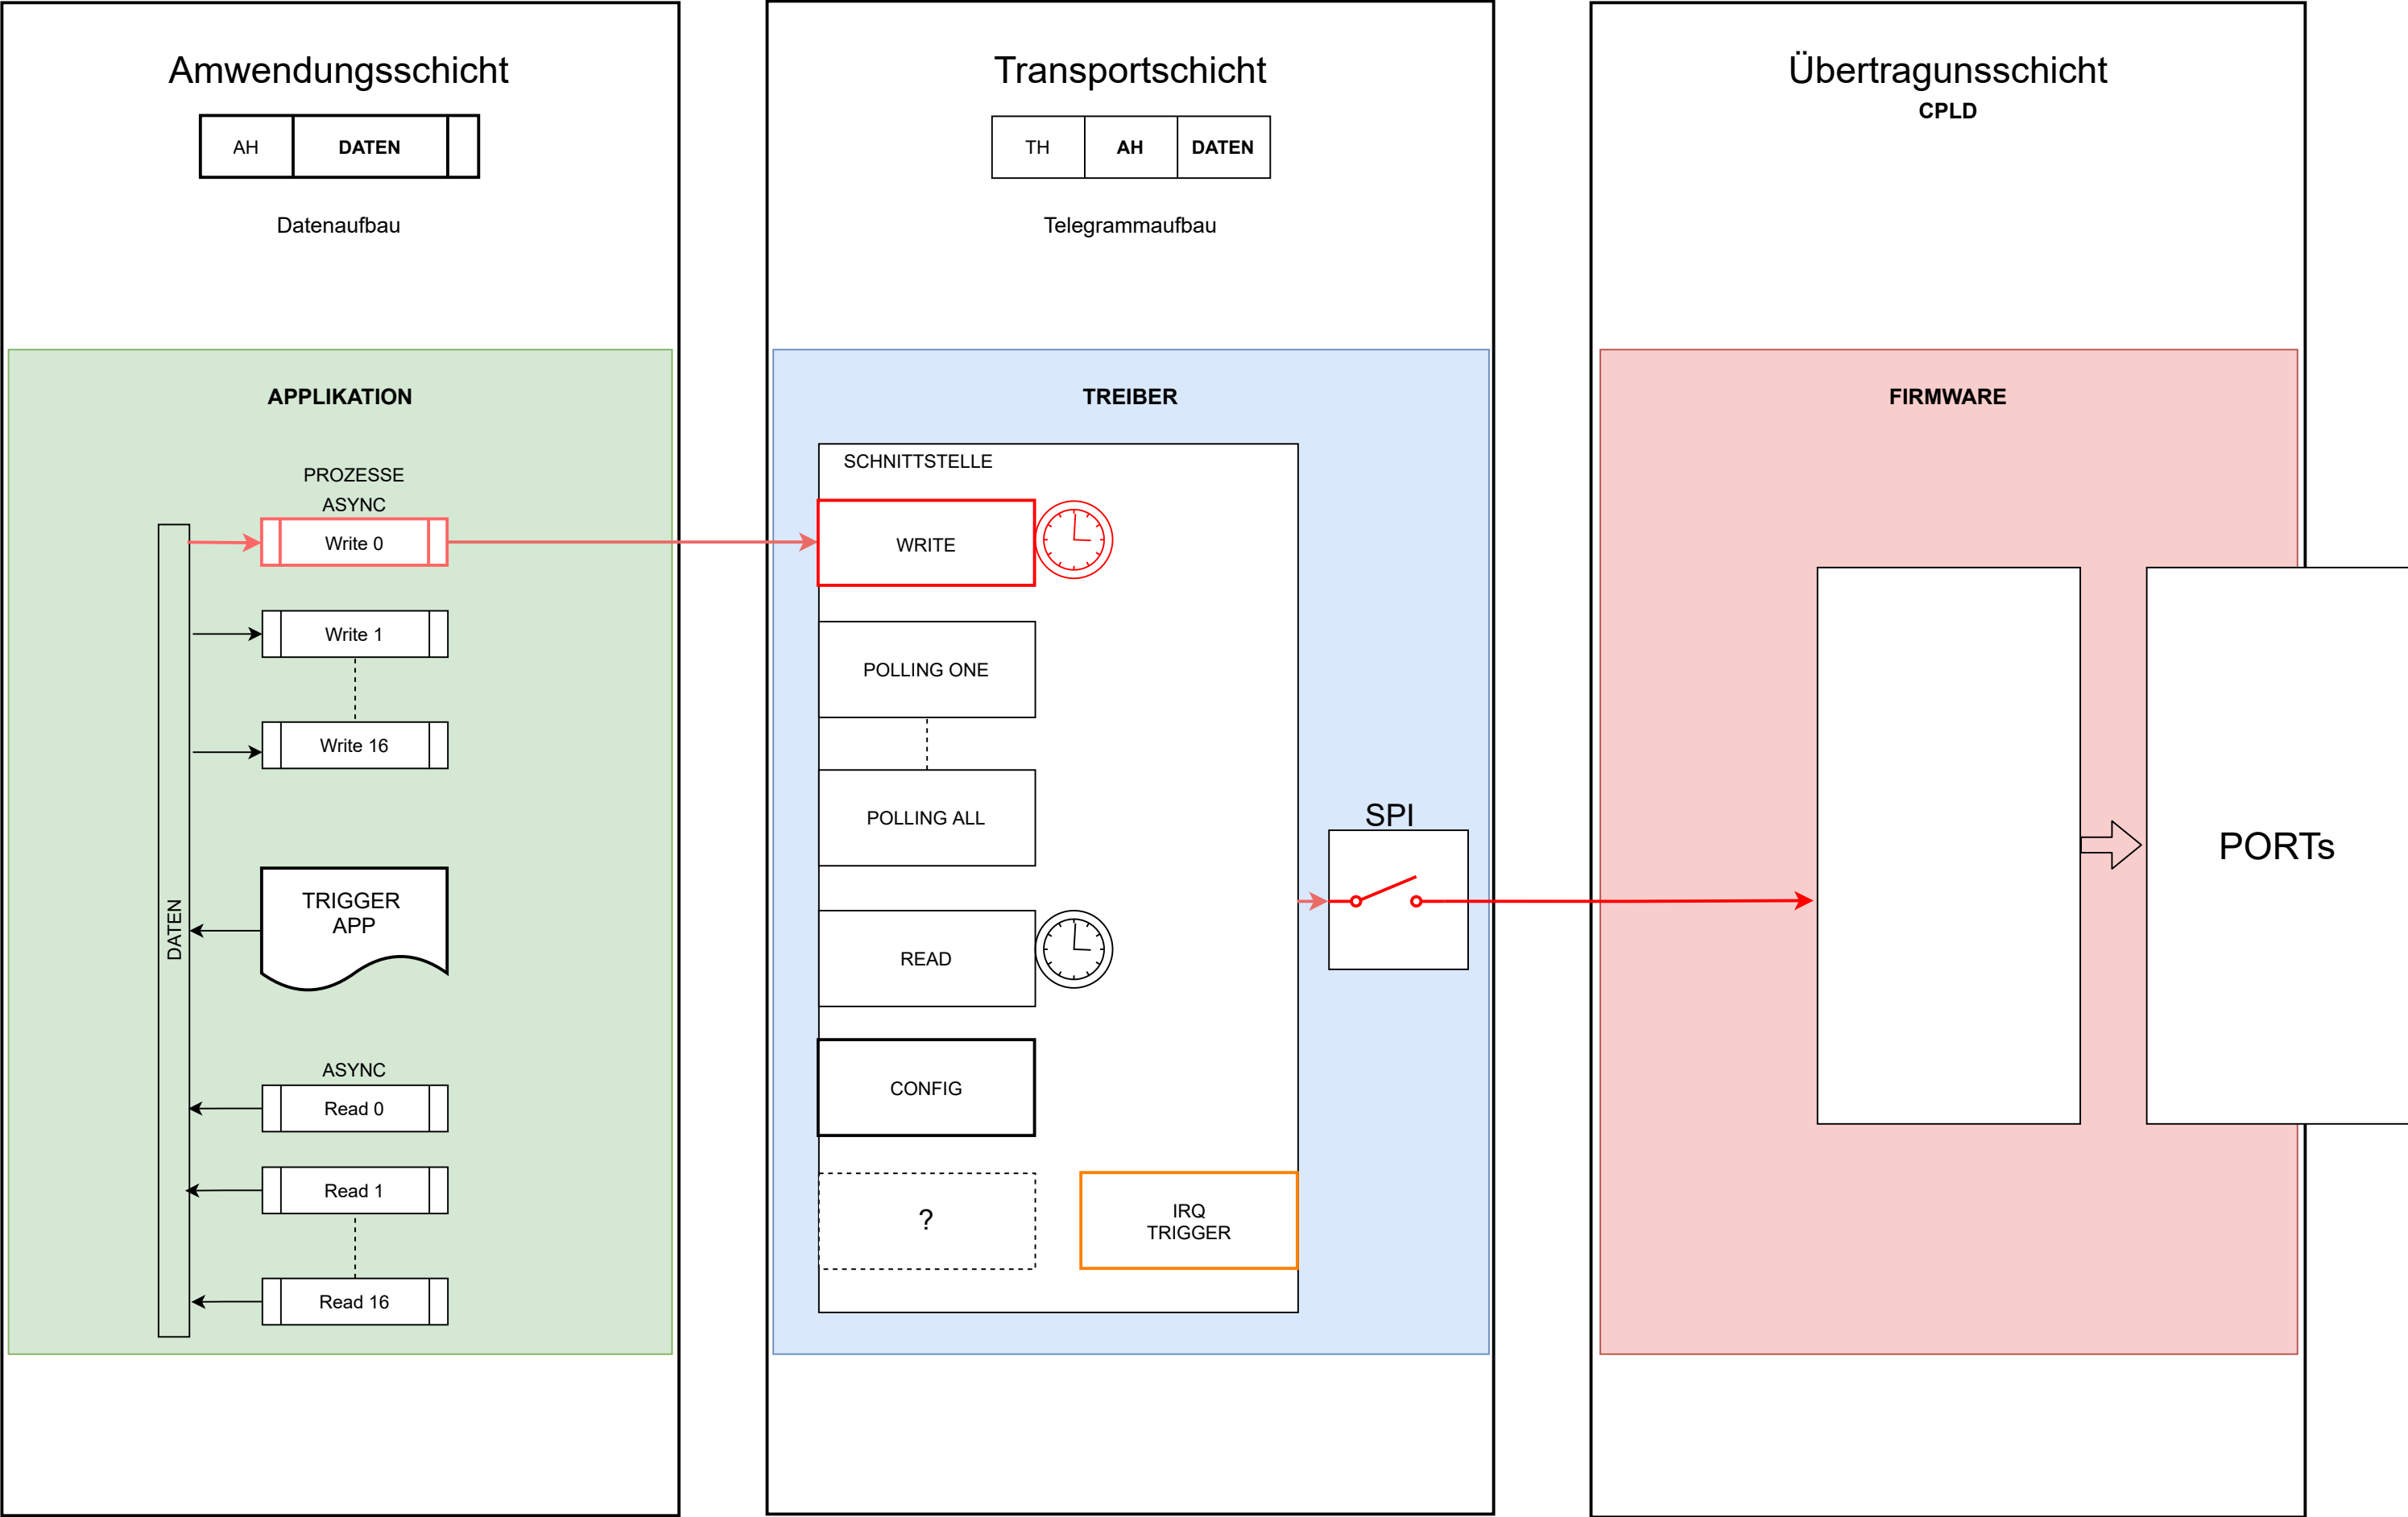 Amwendungsschicht
AH
DATEN
Datenaufbau
APPLIKATION
PROZESSE
ASYNC
Write 0
Write 1
Write 16
DATEN
TRIGGER
APP
ASYNC
Read 0
Read 1
Read 16
Transportschicht
TH
AH
DATEN
Telegrammaufbau
TREIBER
SCHNITTSTELLE
WRITE
POLLING ONE
POLLING ALL
READ
CONFIG
?
IRQ
TRIGGER
SPI
Übertragunsschicht
CPLD
FIRMWARE
PORTs